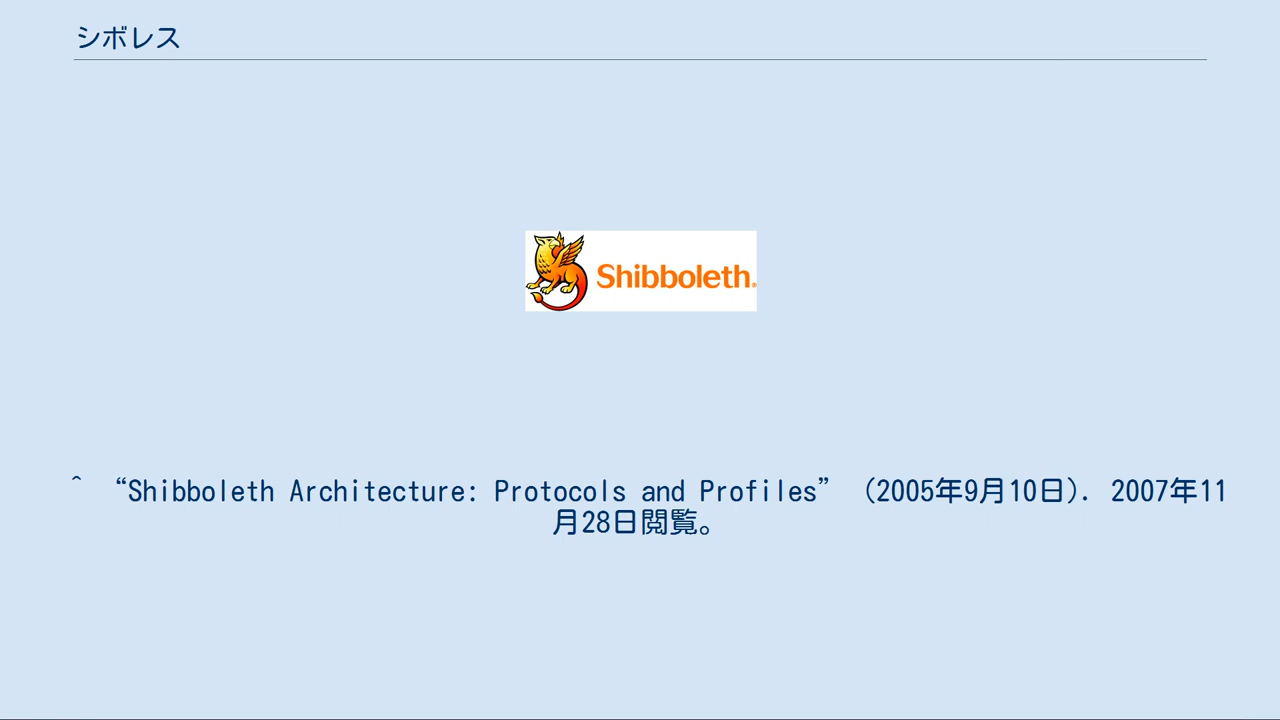 シボレス
Shibboleth.
^ “Shibboleth Architecture: Protocols and Profiles” (2005年9月10日). 2007年11
月28日閲覧。